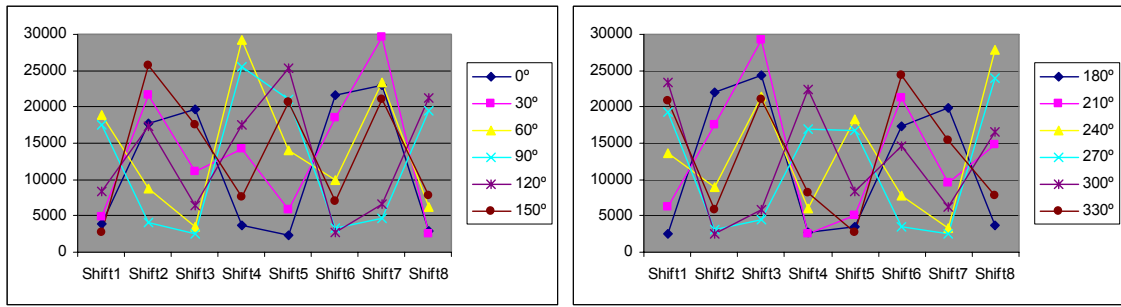 30000
25000
20000
15000
10000
5000
0
Shift1 Shift2 Shift3 Shift4 Shift5 Shift6 Shift7 Shift8
0º
30º
60º
90º
120º
150º
30000
25000
20000
15000
10000
5000
0
Shift1 Shift2 Shift3 Shift4 Shift5 Shift6 Shift7 Shift8
180º
210º
240º
270º
300º
330º